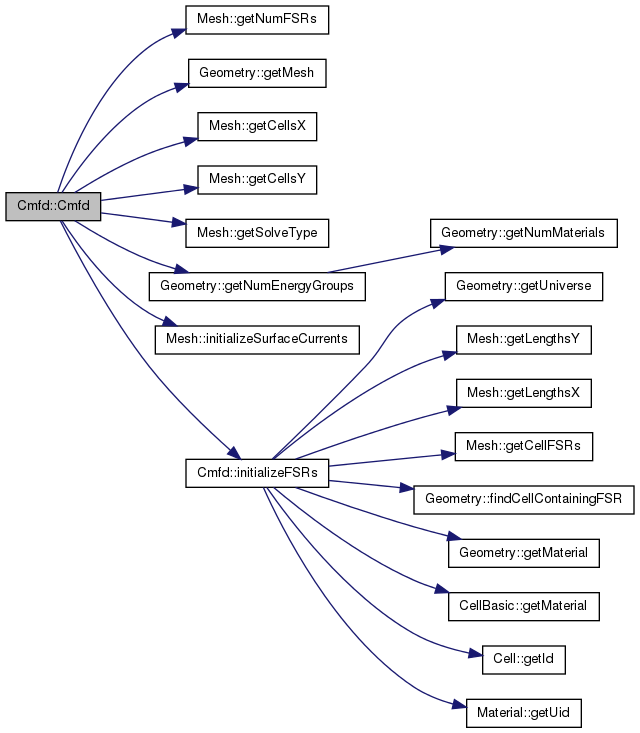 Mesh::getNumFSRs
Geometry::getMesh
Mesh::getCellsX
Mesh::getCellsY
Cmfd::Cmfd
Mesh::getSolveType
Geometry::getNumMaterials
Geometry::getNumEnergyGroups
Geometry::getUniverse
Mesh::initializeSurfaceCurrents
Mesh::getLengthsY
Mesh::getLengthsX
Mesh::getCellFSRs
Cmfd::initializeFSRs
Geometry::findCellContainingFSR
Geometry::getMaterial
CellBasic::getMaterial
Cell::getId
Material::getUid